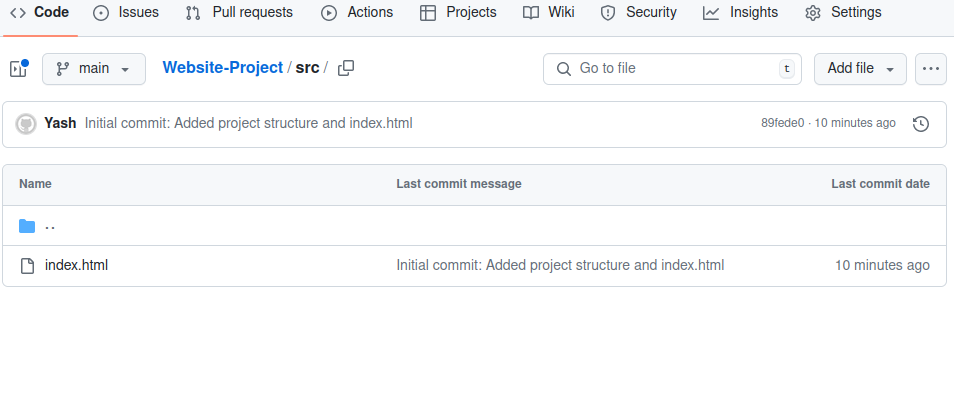 Code Issues Pull requests Actions Projects Wiki Security Insights Settings
main Website-Project / src / Go to file t Add file ...
Yash Initial commit: Added project structure and index.html 89fede0 · 10 minutes ago
Name Last commit message Last commit date
..
index.html Initial commit: Added project structure and index.html 10 minutes ago